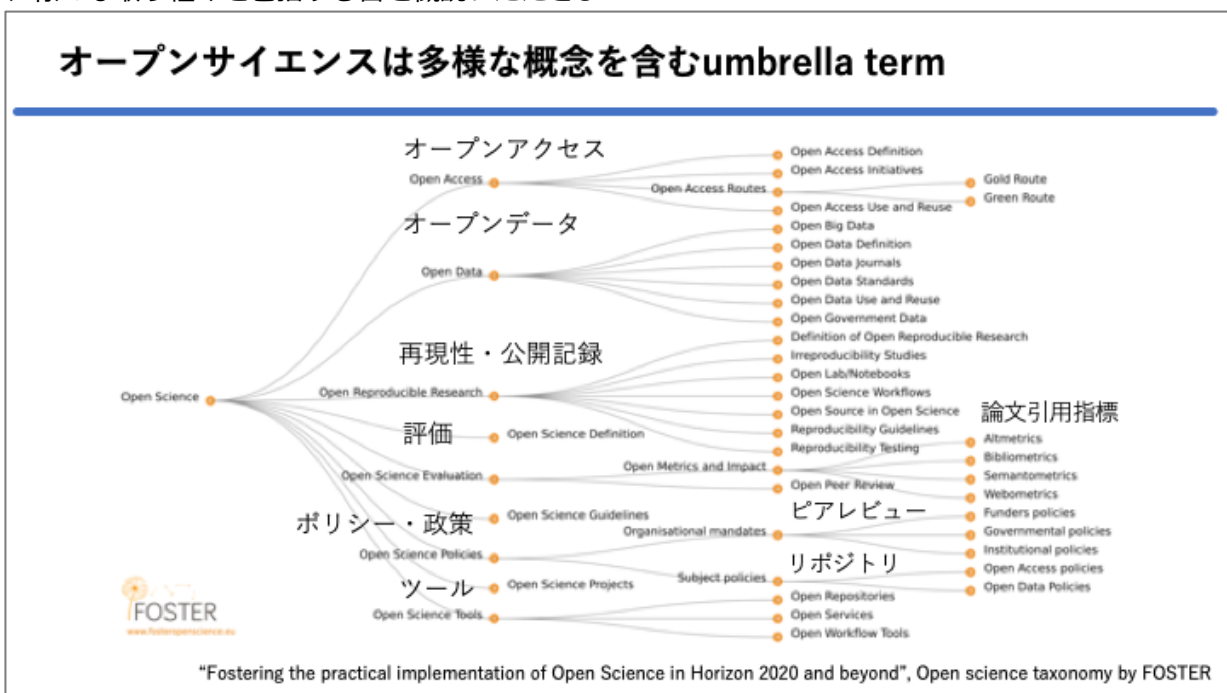 オープンサイエンスは多様な概念を含むumbrella term
オープンアクセス
Open Access
Open Access Definition
Open Access Initiatives
Open Access Routes
Gold Route
Green Route
Open Access Use and Reuse
オープンデータ
Open Data
Open Big Data
Open Data Definition
Open Data Journals
Open Data Standards
Open Data Use and Reuse
Open Government Data
再現性・公開記録
Open Science
Open Reproducible Research
Definition of Open Reproducible Research
Irreproducibility Studies
Open Lab/Notebooks
Open Science Workflows
Open Source in Open Science
Reproducibility Guidelines
Reproducibility Testing
評価
Open Science Definition
Open Science Evaluation
Open Metrics and Impact
論文引用指標
Altmetrics
Bibliometrics
Semantometrics
Webometrics
Open Peer Review
ピアレビュー
Open Science Guidelines
ポリシー・政策
Open Science Policies
Organisational mandates
Funders policies
Governmental policies
Institutional policies
リポジトリ
Subject policies
Open Access policies
Open Data Policies
ツール
Open Science Projects
Open Science Tools
Open Repositories
Open Services
Open Workflow Tools
FOSTER
www.fosteropenscience.eu
“Fostering the practical implementation of Open Science in Horizon 2020 and beyond”, Open science taxonomy by FOSTER